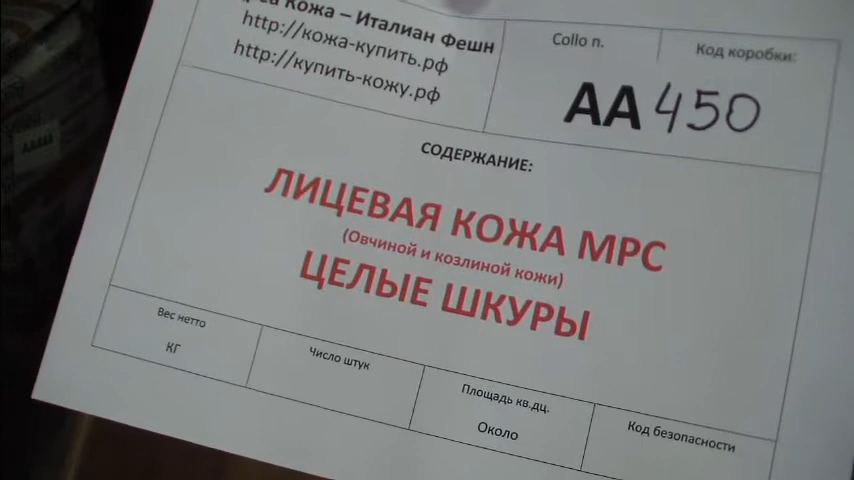 Кожа – Италиан Фешн
http://кожа-купить.рф
http://купить-кожу.рф
Collo п.
Код коробки:
АА 450
СОДЕРЖАНИЕ:
ЛИЦЕВАЯ КОЖА МРС
(Овчиной и козлиной кожи)
ЦЕЛЫЕ ШКУРЫ
Вес нетто
КГ
Число штук
Площадь кв.дц.
Около
Код безопасности